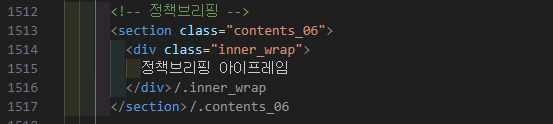 1512 <!-- 정책브리핑 -->
1513 <section class="contents_06">
1514 <div class="inner_wrap">
1515 정책브리핑 아이프레임
1516 </div>/.inner_wrap
1517 </section>/.contents_06